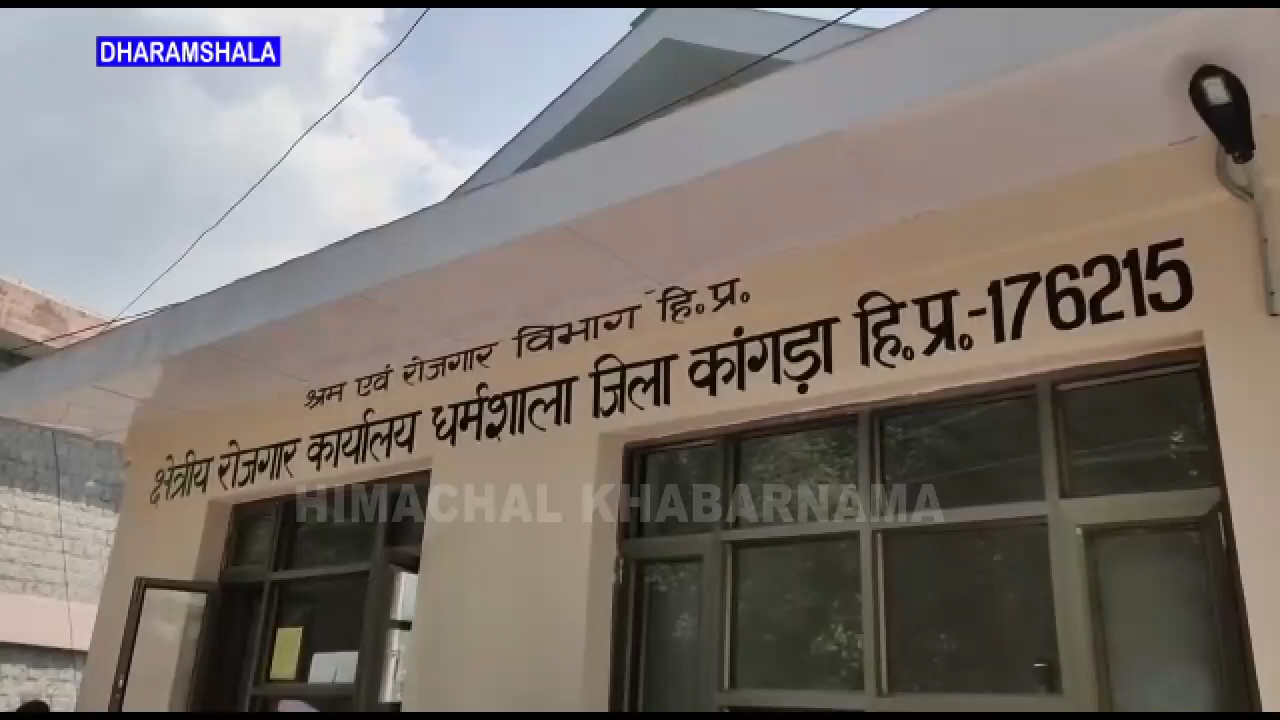 DHARAMSHALA
श्रम एवं रोजगार विभाग हि.प्र.
क्षेत्रीय रोजगार कार्यालय धर्मशाला जिला कांगड़ा हि.प्र.-176215
HIMACHAL KHABARNAMA